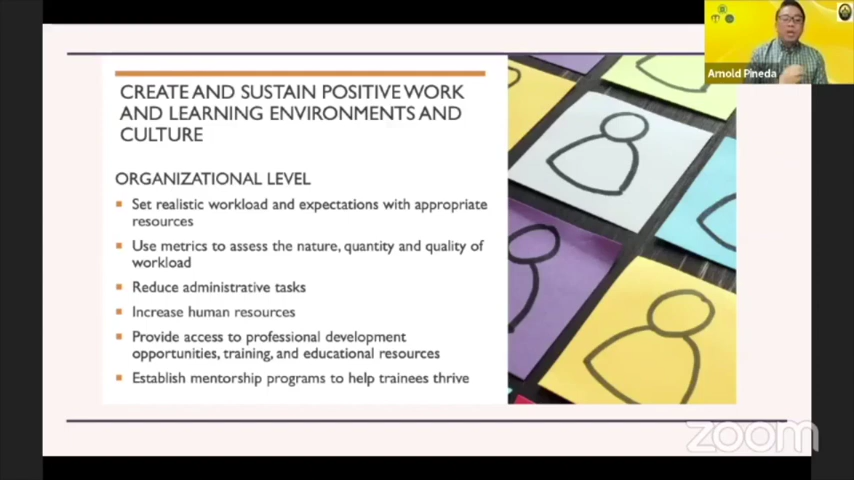 CREATE AND SUSTAIN POSITIVE WORK
AND LEARNING ENVIRONMENTS AND
CULTURE
ORGANIZATIONAL LEVEL
Set realistic workload and expectations with appropriate
resources
Use metrics to assess the nature, quantity and quality of
workload
Reduce administrative tasks
Increase human resources
Provide access to professional development
opportunities, training, and educational resources
Establish mentorship programs to help trainees thrive
Arnold Pineda
zoom